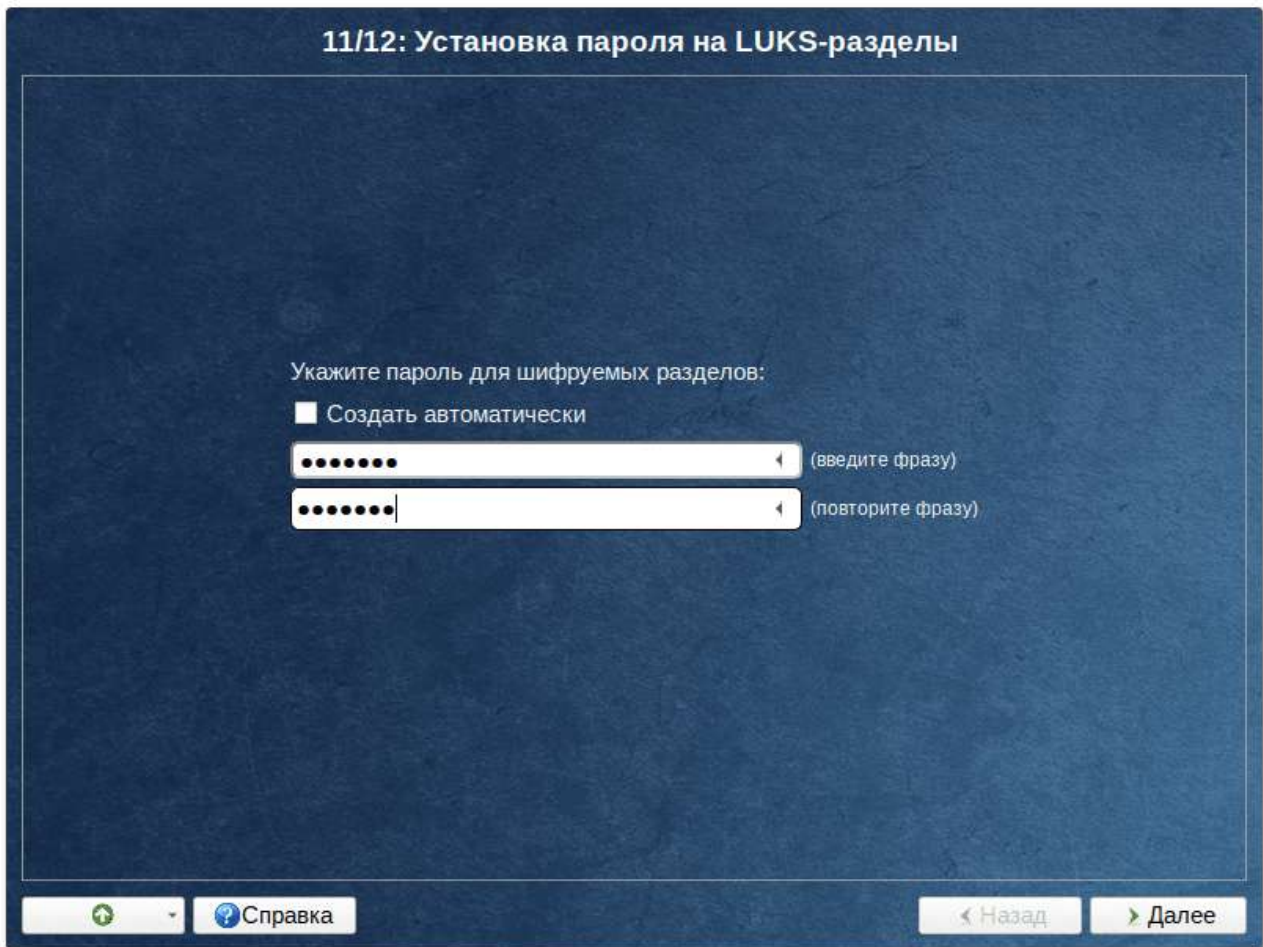 11/12: Установка пароля на LUKS-разделы
Укажите пароль для шифруемых разделов:
Создать автоматически
●●●●●●● (введите фразу)
●●●●●●● (повторите фразу)
Справка
Назад
Далее